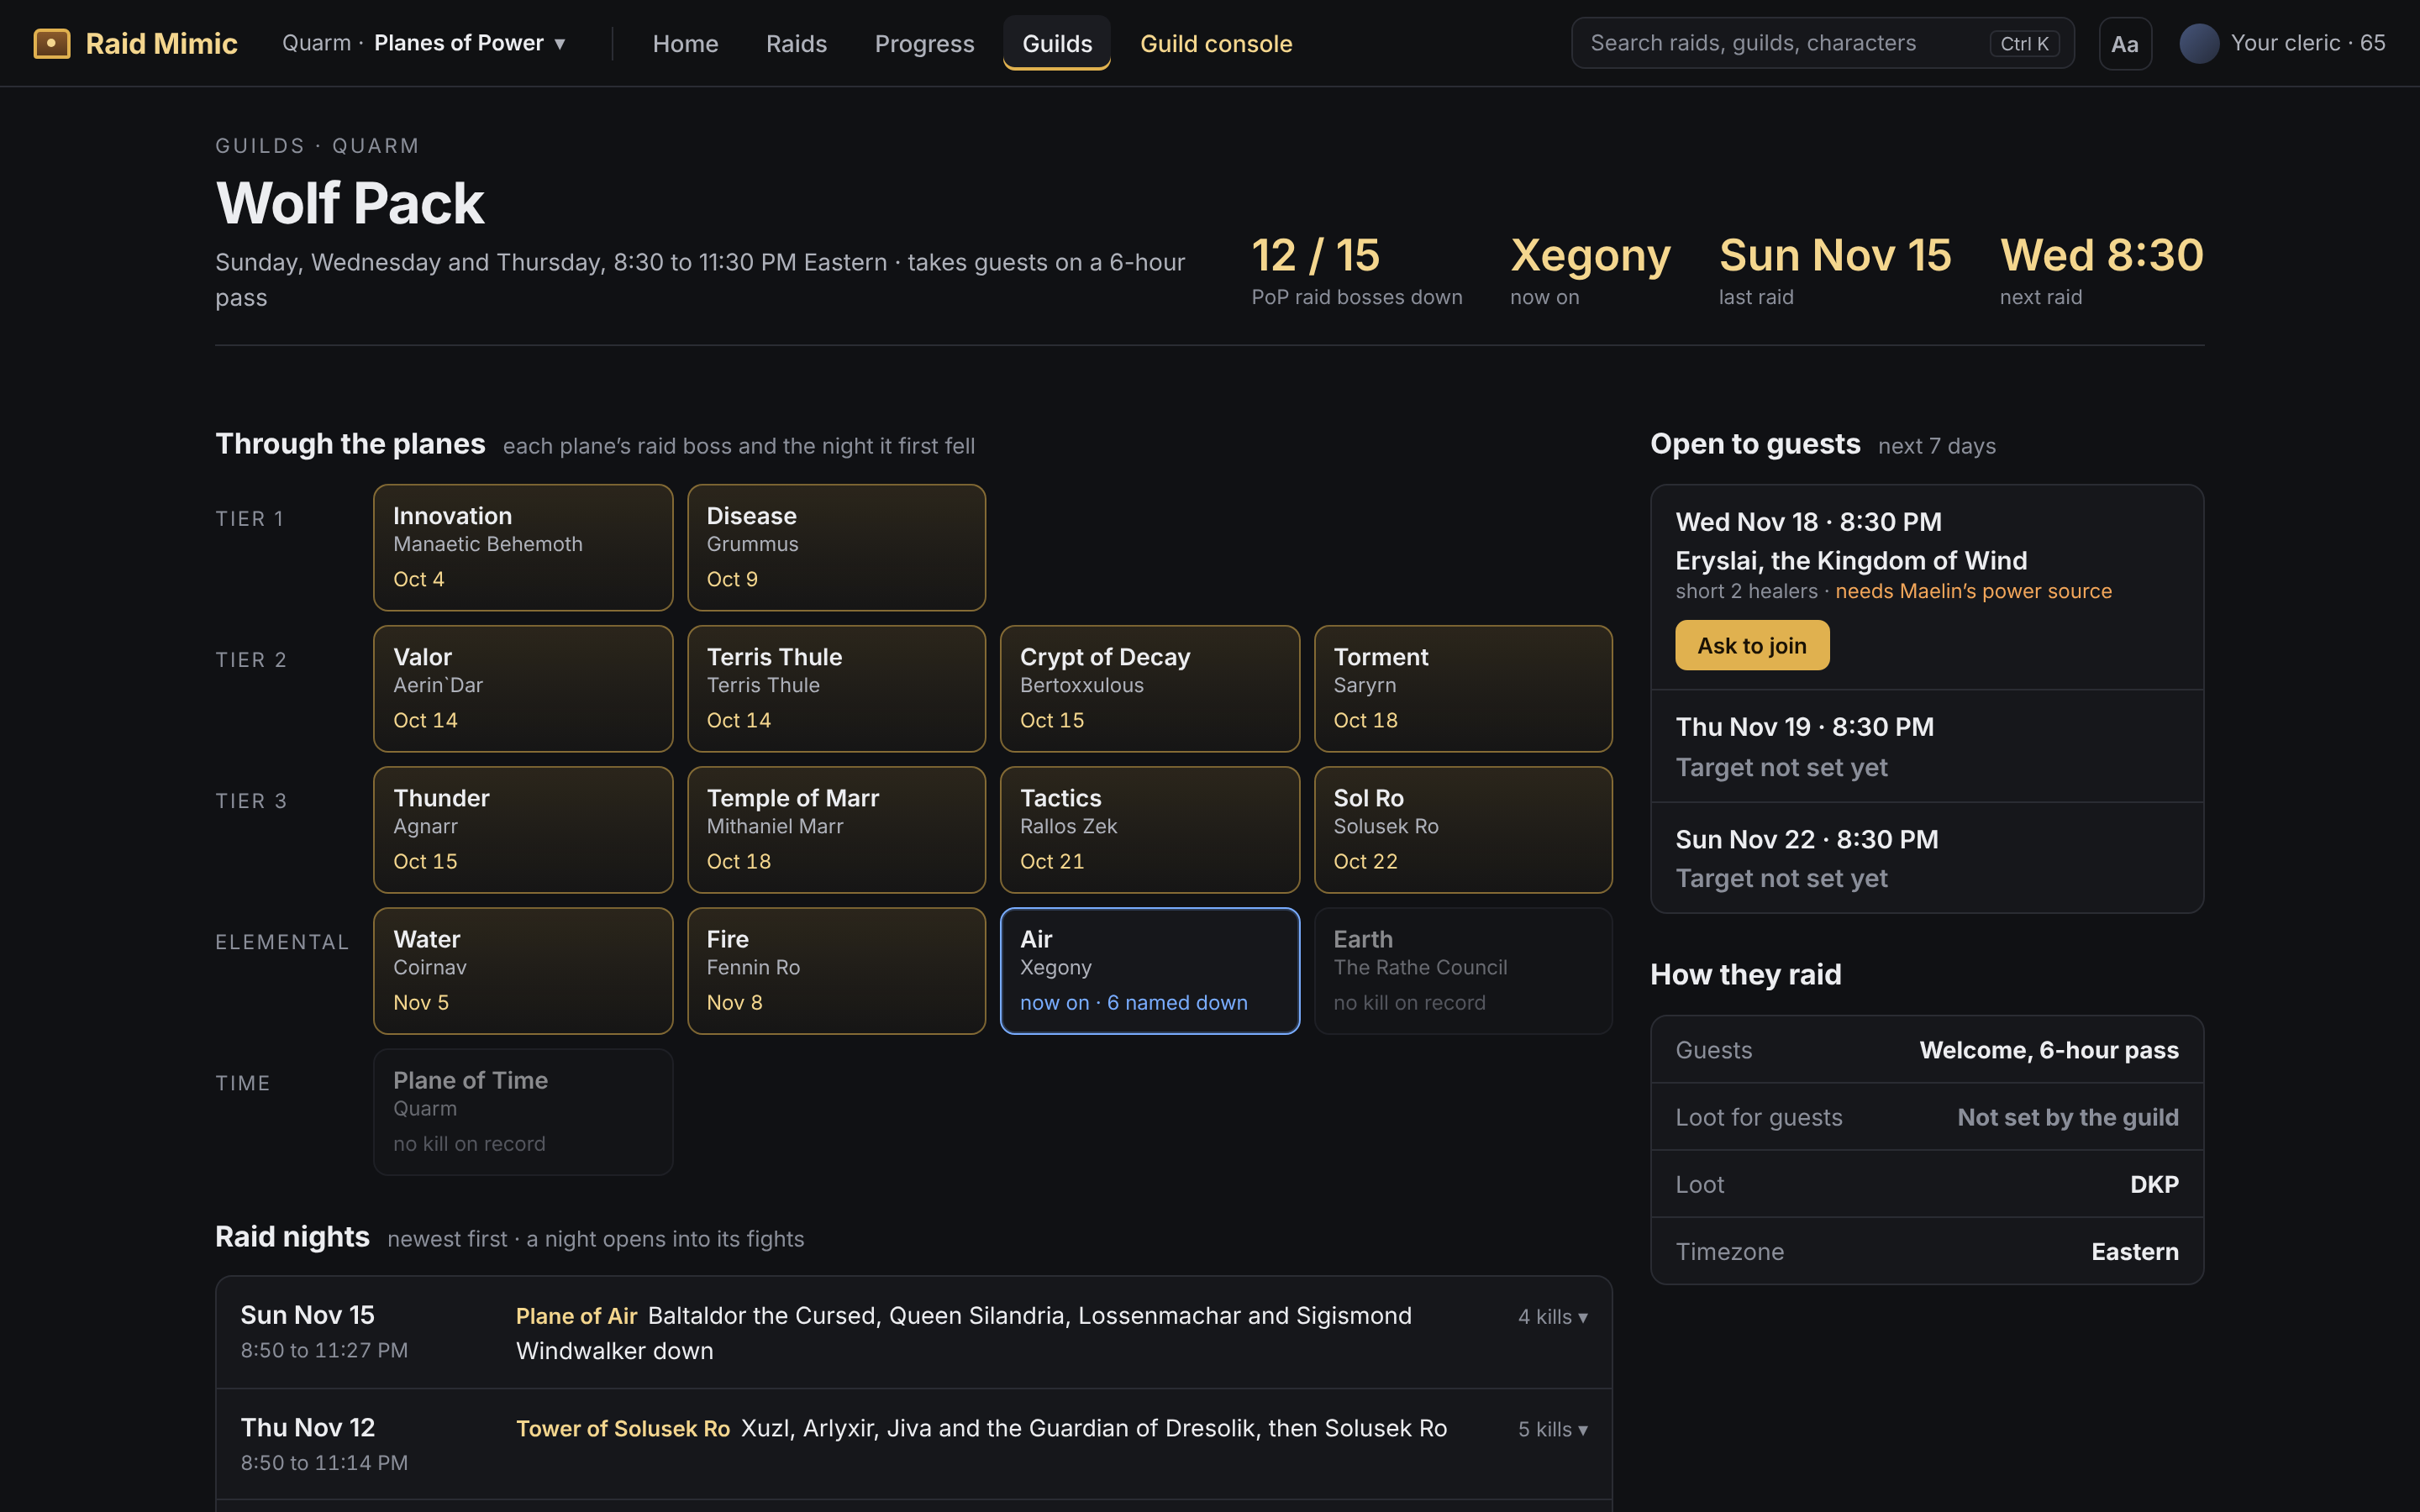 Raid Mimic
Quarm · Planes of Power ▾
Home
Raids
Progress
Guilds
Guild console
Search raids, guilds, characters
Ctrl K
Aa
Your cleric · 65
GUILDS · QUARM
Wolf Pack
Sunday, Wednesday and Thursday, 8:30 to 11:30 PM Eastern · takes guests on a 6-hour
pass
12 / 15
PoP raid bosses down
Xegony
now on
Sun Nov 15
last raid
Wed 8:30
next raid
Through the planes each plane’s raid boss and the night it first fell
TIER 1
Innovation
Manaetic Behemoth
Oct 4
Disease
Grummus
Oct 9
TIER 2
Valor
Aerin`Dar
Oct 14
Terris Thule
Terris Thule
Oct 14
Crypt of Decay
Bertoxxulous
Oct 15
Torment
Saryrn
Oct 18
TIER 3
Thunder
Agnarr
Oct 15
Temple of Marr
Mithaniel Marr
Oct 18
Tactics
Rallos Zek
Oct 21
Sol Ro
Solusek Ro
Oct 22
ELEMENTAL
Water
Coirnav
Nov 5
Fire
Fennin Ro
Nov 8
Air
Xegony
now on · 6 named down
Earth
The Rathe Council
no kill on record
TIME
Plane of Time
Quarm
no kill on record
Raid nights newest first · a night opens into its fights
Sun Nov 15
8:50 to 11:27 PM
Plane of Air Baltaldor the Cursed, Queen Silandria, Lossenmachar and Sigismond
Windwalker down
4 kills ▾
Thu Nov 12
8:50 to 11:14 PM
Tower of Solusek Ro Xuzl, Arlyxir, Jiva and the Guardian of Dresolik, then Solusek Ro
5 kills ▾
Open to guests next 7 days
Wed Nov 18 · 8:30 PM
Eryslai, the Kingdom of Wind
short 2 healers · needs Maelin’s power source
Ask to join
Thu Nov 19 · 8:30 PM
Target not set yet
Sun Nov 22 · 8:30 PM
Target not set yet
How they raid
Guests Welcome, 6-hour pass
Loot for guests Not set by the guild
Loot DKP
Timezone Eastern